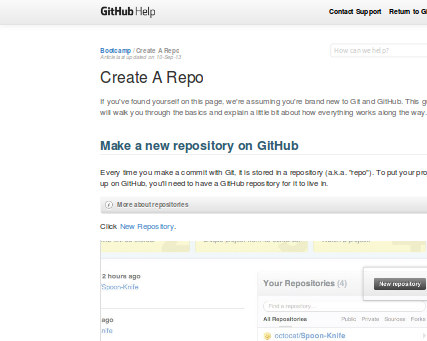 GitHub Help
Contact Support Return to Gi
Bootcamp / Create A Repo
Article last updated on 10-Sep-13
How can we help?
Create A Repo
If you've found yourself on this page, we're assuming you're brand new to Git and GitHub. This gu
will walk you through the basics and explain a little bit about how everything works along the way.
Make a new repository on GitHub
Every time you make a commit with Git, it is stored in a repository (a.k.a. "repo"). To put your pro
up on GitHub, you'll need to have a GitHub repository for it to live in.
More about repositories
Click New Repository.
2 hours ago
Spoon-Knife
ago
nife
Your Repositories (4)
New repository
Find a repository...
All Repositories Public Private Sources Forks
octocat/Spoon-Knife